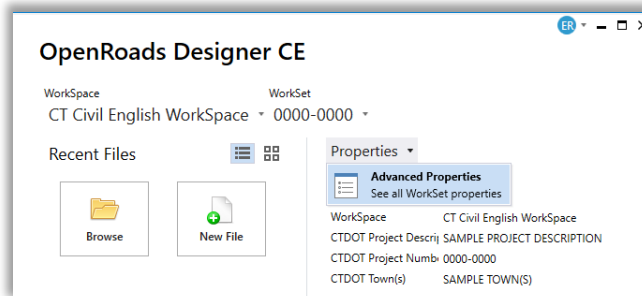 ER
OpenRoads Designer CE
WorkSpace WorkSet
CT Civil English WorkSpace 0000-0000
Recent Files Properties
Advanced Properties
See all WorkSet properties
Browse New File
WorkSpace CT Civil English WorkSpace
CTDOT Project Descrip SAMPLE PROJECT DESCRIPTION
CTDOT Project Numb 0000-0000
CTDOT Town(s) SAMPLE TOWN(S)